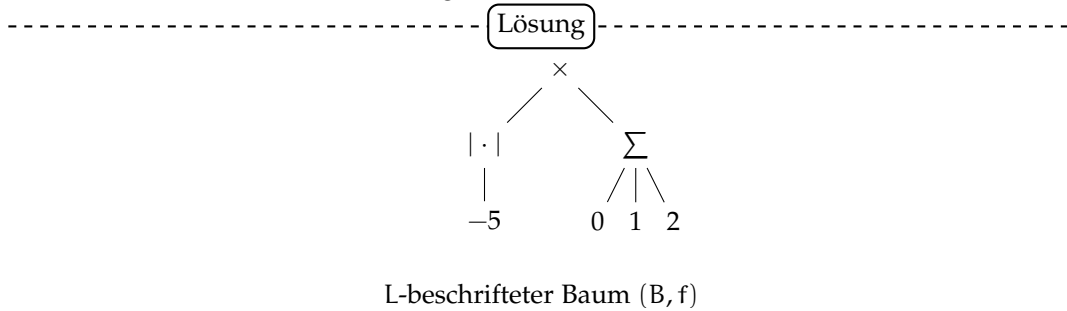 Lösung
×
| · | ∑
−5 0 1 2
L-beschrifteter Baum (B, f)